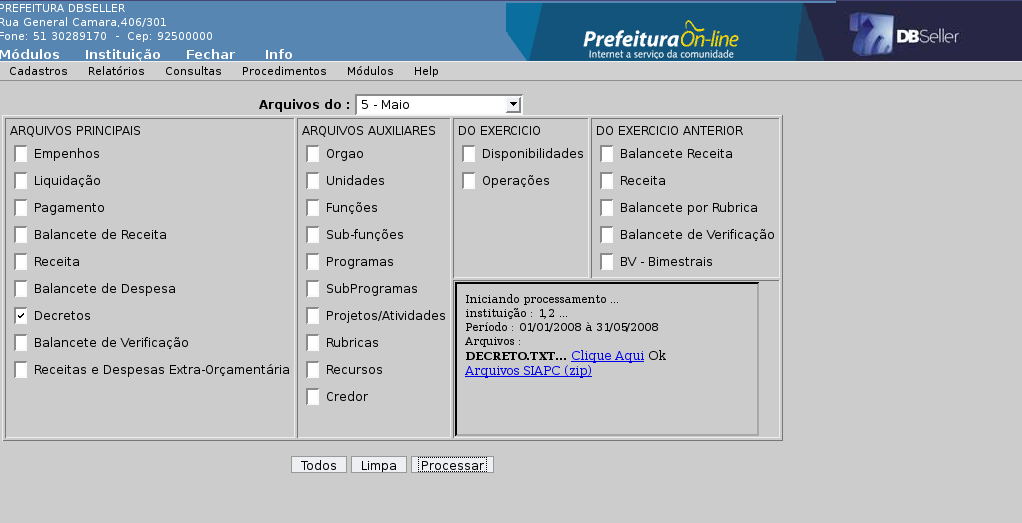 PREFEITURA DBSELLER
Rua General Camara,406/301
Fone: 51 30289170 - Cep: 92500000
Módulos Instituição Fechar Info
PrefeituraOn-line
Internet a serviço da comunidade
DBSeller
Cadastros Relatórios Consultas Procedimentos Módulos Help
Arquivos do : 5 - Maio
ARQUIVOS PRINCIPAIS
Empenhos
Liquidação
Pagamento
Balancete de Receita
Receita
Balancete de Despesa
Decretos
Balancete de Verificação
Receitas e Despesas Extra-Orçamentária
ARQUIVOS AUXILIARES
Orgao
Unidades
Funções
Sub-funções
Programas
SubProgramas
Projetos/Atividades
Rubricas
Recursos
Credor
DO EXERCICIO
Disponibilidades
Operações
DO EXERCICIO ANTERIOR
Balancete Receita
Receita
Balancete por Rubrica
Balancete de Verificação
BV - Bimestrais
Iniciando processamento ...
instituição : 1,2 ...
Período : 01/01/2008 à 31/05/2008
Arquivos :
DECRETO.TXT... Clique Aqui Ok
Arquivos SIAPC (zip)
Todos Limpa Processar